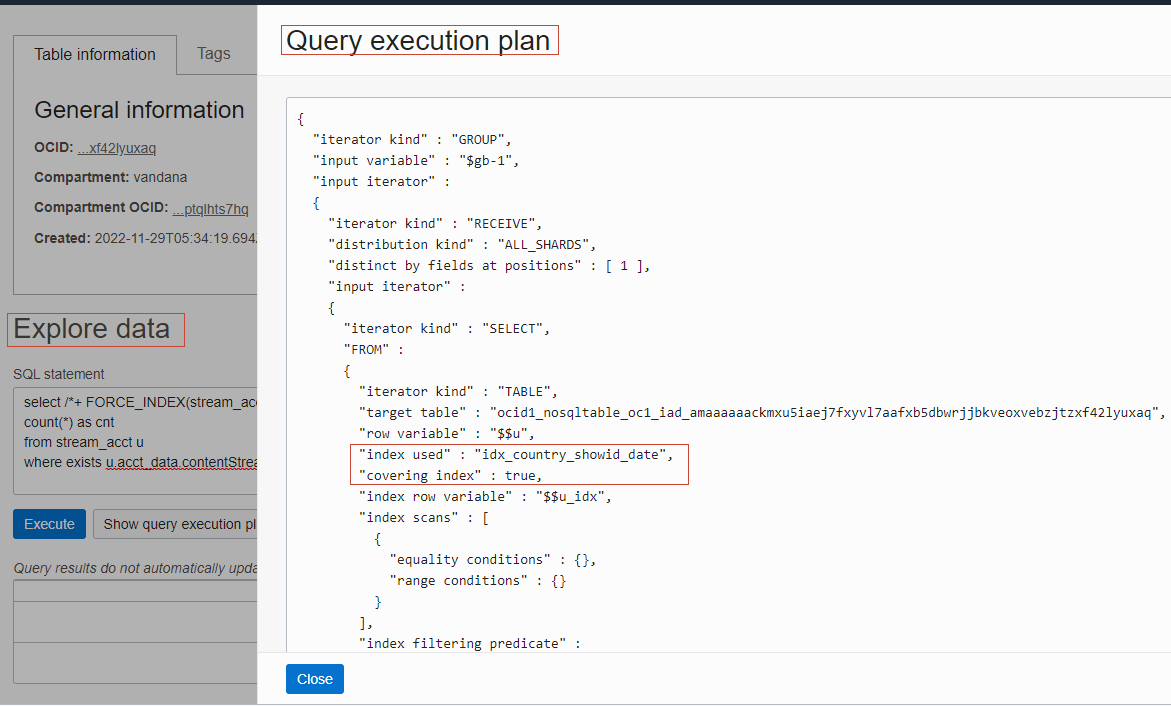 Table information
Tags
General information
OCID: ...xf42lyuxaq
Compartment: vandana
Compartment OCID: ...ptqlhts7hq
Created: 2022-11-29T05:34:19.694
Explore data
SQL statement
select /*+ FORCE_INDEX(stream_acc
count(*) as cnt
from stream_acct u
where exists u.acct_data.contentStrea
Execute
Show query execution pl
Query results do not automatically upda
Query execution plan
{
"iterator kind" : "GROUP",
"input variable" : "$gb-1",
"input iterator" :
{
"iterator kind" : "RECEIVE",
"distribution kind" : "ALL_SHARDS",
"distinct by fields at positions" : [ 1 ],
"input iterator" :
{
"iterator kind" : "SELECT",
"FROM" :
{
"iterator kind" : "TABLE",
"target table" : "ocid1_nosqltable_oc1_iad_amaaaaaackmxu5iaej7fxyvl7aafxb5dbwrjjbkveoxvebzjtzxf42lyuxaq",
"row variable" : "$$u",
"index used" : "idx_country_showid_date",
"covering index" : true,
"index row variable" : "$$u_idx",
"index scans" : [
{
"equality conditions" : {},
"range conditions" : {}
}
],
"index filtering predicate" :
Close